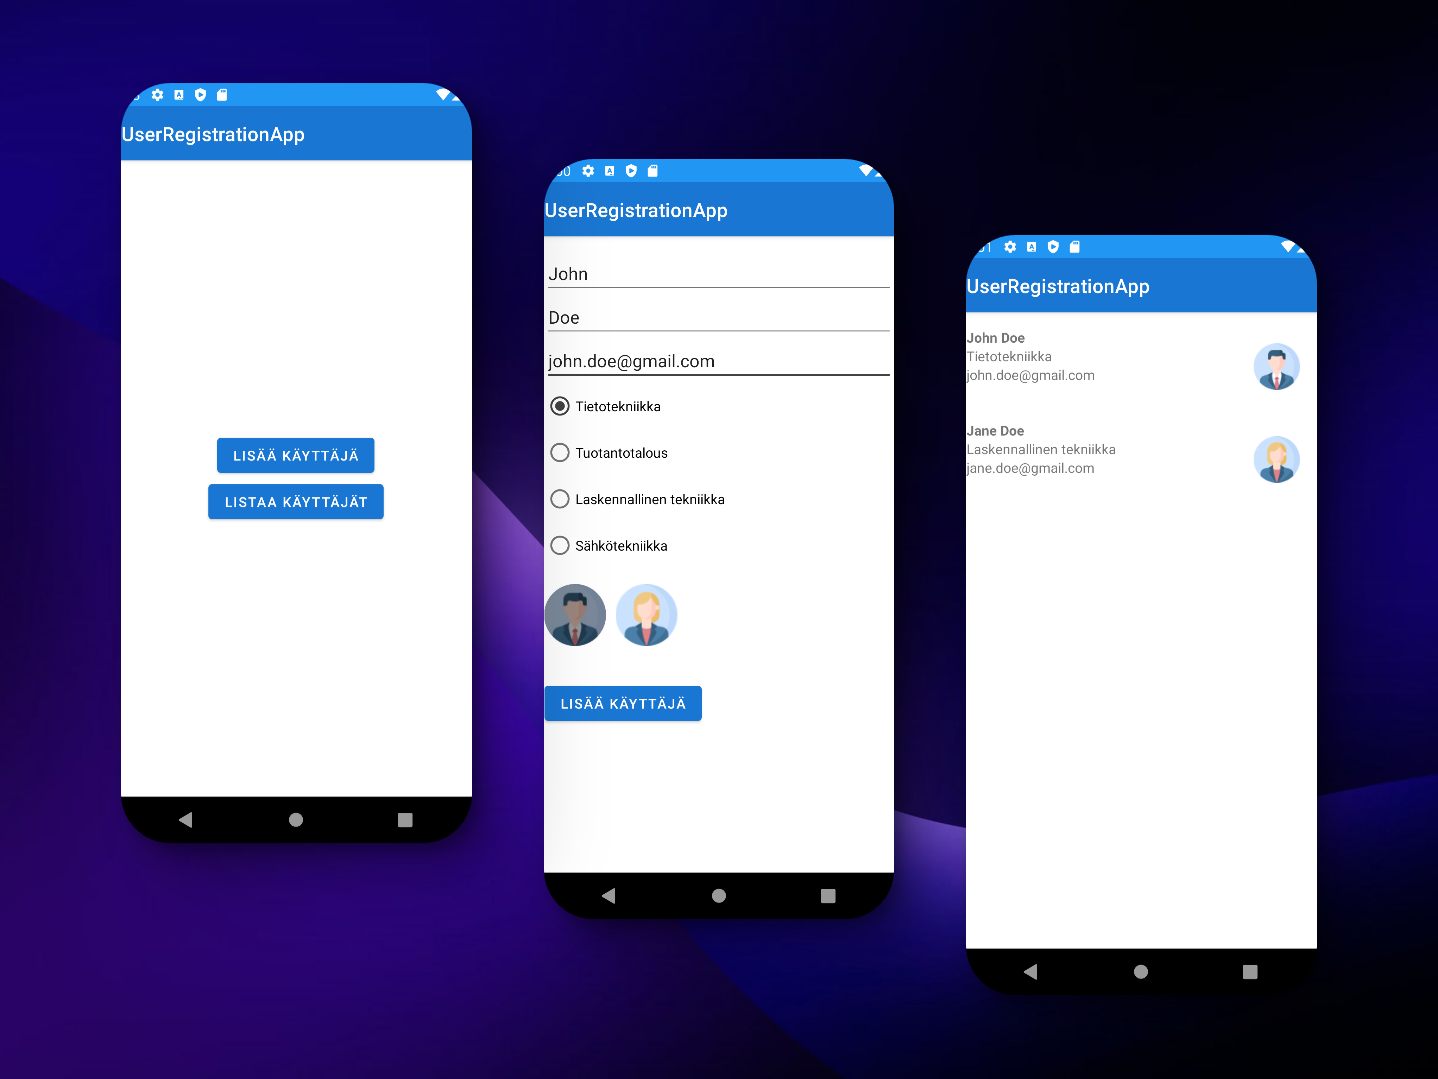 UserRegistrationApp
LISÄÄ KÄYTTÄJÄ
LISTAA KÄYTTÄJÄT
UserRegistrationApp
John
Doe
john.doe@gmail.com
Tietotekniikka
Tuotantotalous
Laskennallinen tekniikka
Sähkötekniikka
LISÄÄ KÄYTTÄJÄ
UserRegistrationApp
John Doe
Tietotekniikka
john.doe@gmail.com
Jane Doe
Laskennallinen tekniikka
jane.doe@gmail.com